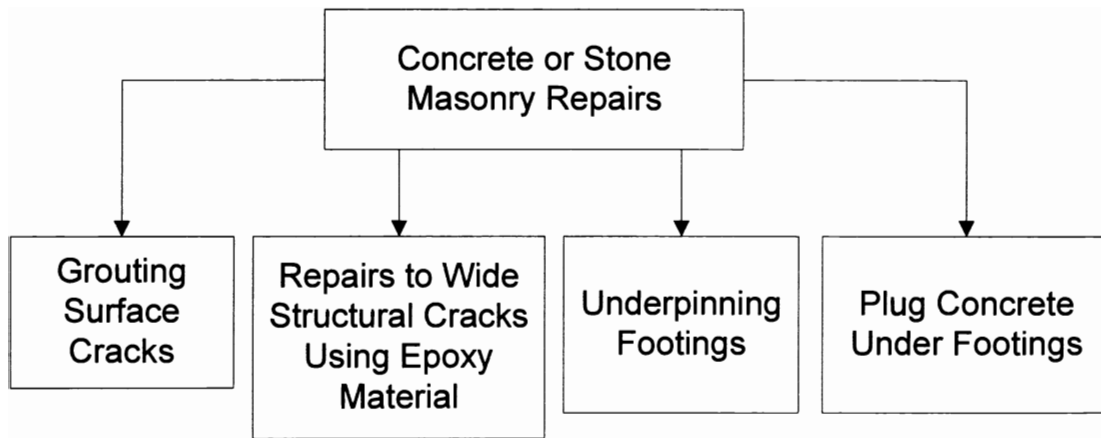 Concrete or Stone
Masonry Repairs
Grouting
Surface
Cracks
Repairs to Wide
Structural Cracks
Using Epoxy
Material
Underpinning
Footings
Plug Concrete
Under Footings